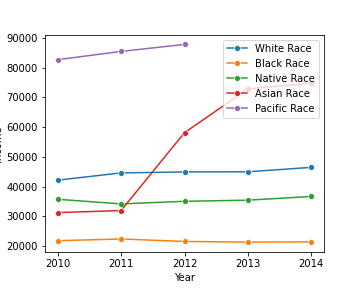 90000
80000
70000
60000
50000
40000
30000
20000
White Race
Black Race
Native Race
Asian Race
Pacific Race
2010 2011 2012 2013 2014
Year